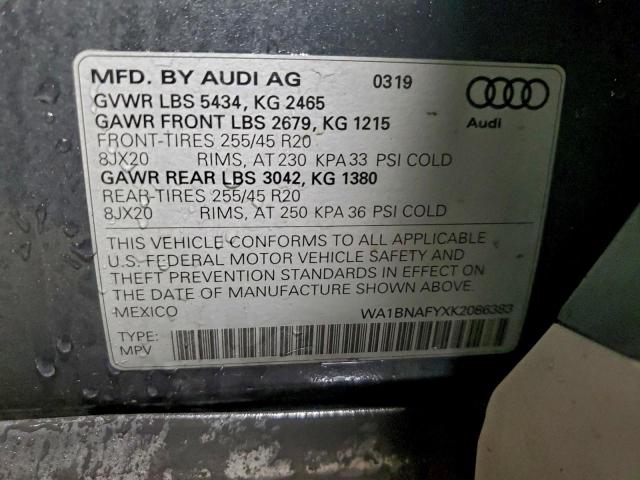 MFD. BY AUDI AG 0319
GVWR LBS 5434, KG 2465
GAWR FRONT LBS 2679, KG 1215
FRONT-TIRES 255/45 R20
8JX20 RIMS, AT 230 KPA 33 PSI COLD
GAWR REAR LBS 3042, KG 1380
REAR-TIRES 255/45 R20
8JX20 RIMS, AT 250 KPA 36 PSI COLD
Audi
THIS VEHICLE CONFORMS TO ALL APPLICABLE
U.S. FEDERAL MOTOR VEHICLE SAFETY AND
THEFT PREVENTION STANDARDS IN EFFECT ON
THE DATE OF MANUFACTURE SHOWN ABOVE.
MEXICO WA1BNAFYXK2086383
TYPE:
MPV